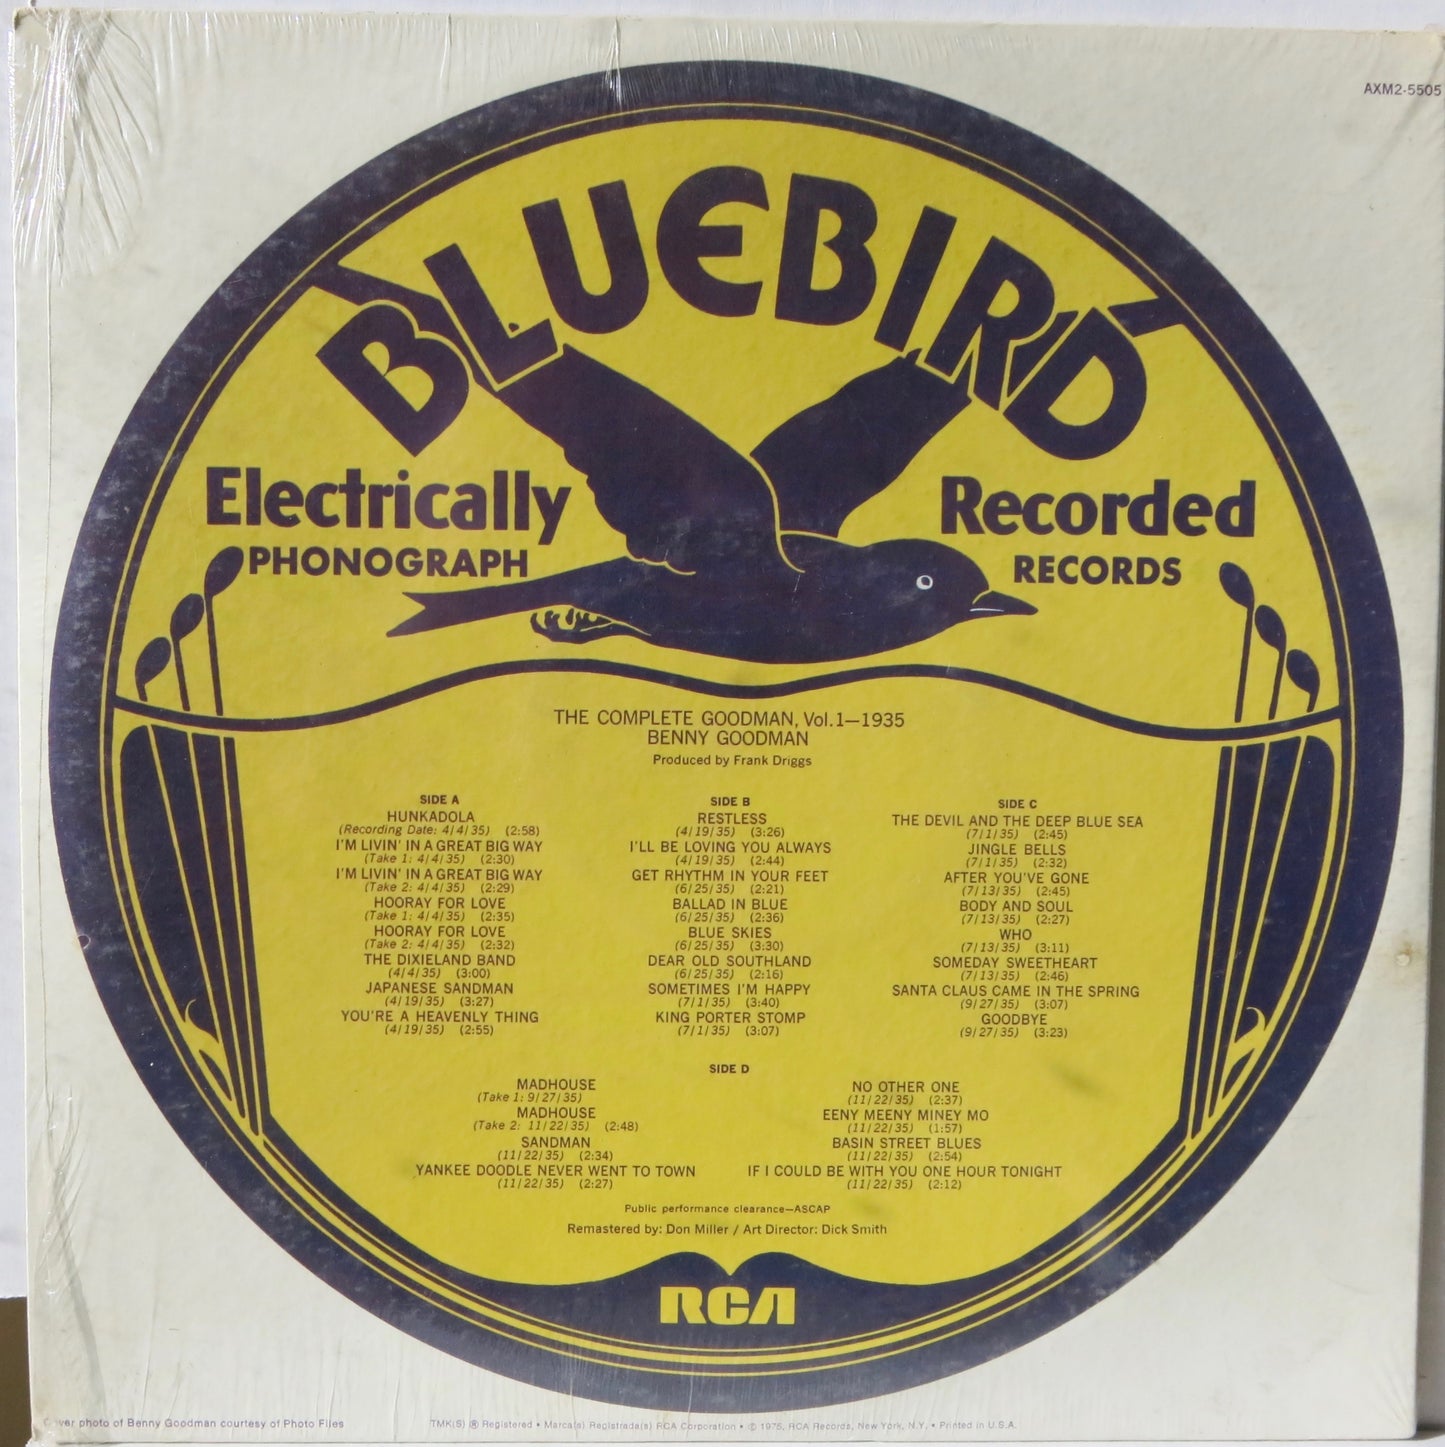 AXM2-5505
BLUEBIRD
Electrically Recorded
PHONOGRAPH RECORDS
THE COMPLETE GOODMAN, Vol.1—1935
BENNY GOODMAN
Produced by Frank Driggs
SIDE A
HUNKADOLA
(Recording Date: 4/4/35) (2:58)
I'M LIVIN' IN A GREAT BIG WAY
(Take 1: 4/4/35) (2:30)
I'M LIVIN' IN A GREAT BIG WAY
(Take 2: 4/4/35) (2:29)
HOORAY FOR LOVE
(Take 1: 4/4/35) (2:35)
HOORAY FOR LOVE
(Take 2: 4/4/35) (2:32)
THE DIXIELAND BAND
(4/4/35) (3:00)
JAPANESE SANDMAN
(4/19/35) (3:27)
YOU'RE A HEAVENLY THING
(4/19/35) (2:55)
SIDE B
RESTLESS
(4/19/35) (3:26)
I'LL BE LOVING YOU ALWAYS
(4/19/35) (2:44)
GET RHYTHM IN YOUR FEET
(6/25/35) (2:21)
BALLAD IN BLUE
(6/25/35) (2:36)
BLUE SKIES
(6/25/35) (3:30)
DEAR OLD SOUTHLAND
(6/25/35) (2:16)
SOMETIMES I'M HAPPY
(7/1/35) (3:40)
KING PORTER STOMP
(7/1/35) (3:07)
SIDE C
THE DEVIL AND THE DEEP BLUE SEA
(7/1/35) (2:45)
JINGLE BELLS
(7/1/35) (2:32)
AFTER YOU'VE GONE
(7/13/35) (2:45)
BODY AND SOUL
(7/13/35) (2:27)
WHO
(7/13/35) (3:11)
SOMEDAY SWEETHEART
(7/13/35) (2:46)
SANTA CLAUS CAME IN THE SPRING
(9/27/35) (3:07)
GOODBYE
(9/27/35) (3:23)
SIDE D
MADHOUSE
(Take 1: 9/27/35)
MADHOUSE
(Take 2: 11/22/35) (2:48)
SANDMAN
(11/22/35) (2:34)
YANKEE DOODLE NEVER WENT TO TOWN
(11/22/35) (2:27)
NO OTHER ONE
(11/22/35) (2:37)
EENY MEENY MINEY MO
(11/22/35) (1:57)
BASIN STREET BLUES
(11/22/35) (2:54)
IF I COULD BE WITH YOU ONE HOUR TONIGHT
(11/22/35) (2:12)
Public performance clearance—ASCAP
Remastered by: Don Miller / Art Director: Dick Smith
RCA
Cover photo of Benny Goodman courtesy of Photo Files
TMK(S) ® Registered • Marca(s) Registrada(s) RCA Corporation • © 1975, RCA Records, New York, N.Y. • Printed in U.S.A.